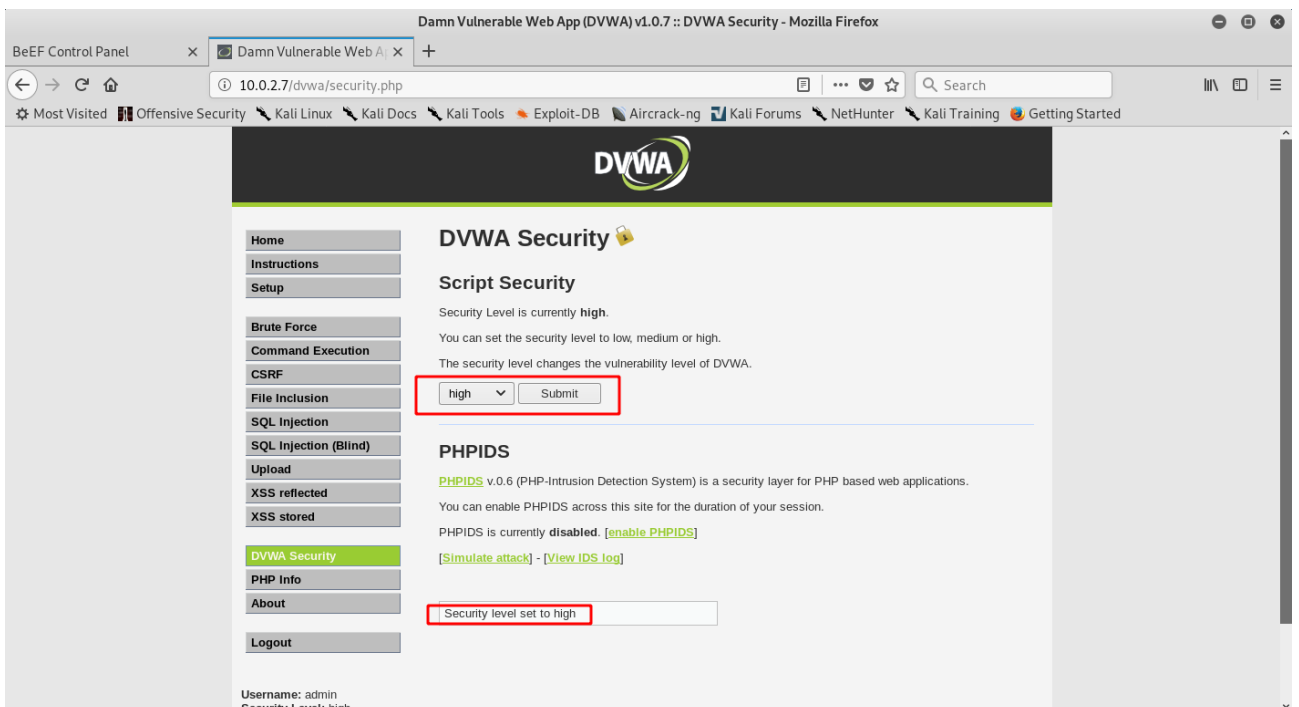 Damn Vulnerable Web App (DVWA) v1.0.7 :: DVWA Security - Mozilla Firefox
BeEF Control Panel
Damn Vulnerable Web A
10.0.2.7/dvwa/security.php
Search
Most Visited Offensive Security Kali Linux Kali Docs Kali Tools Exploit-DB Aircrack-ng Kali Forums NetHunter Kali Training Getting Started
DVWA
Home
Instructions
Setup
Brute Force
Command Execution
CSRF
File Inclusion
SQL Injection
SQL Injection (Blind)
Upload
XSS reflected
XSS stored
DVWA Security
PHP Info
About
Logout
Username: admin
Security Level: high
DVWA Security
Script Security
Security Level is currently high.
You can set the security level to low, medium or high.
The security level changes the vulnerability level of DVWA.
high Submit
PHPIDS
PHPIDS v.0.6 (PHP-Intrusion Detection System) is a security layer for PHP based web applications.
You can enable PHPIDS across this site for the duration of your session.
PHPIDS is currently disabled. [enable PHPIDS]
[Simulate attack] - [View IDS log]
Security level set to high